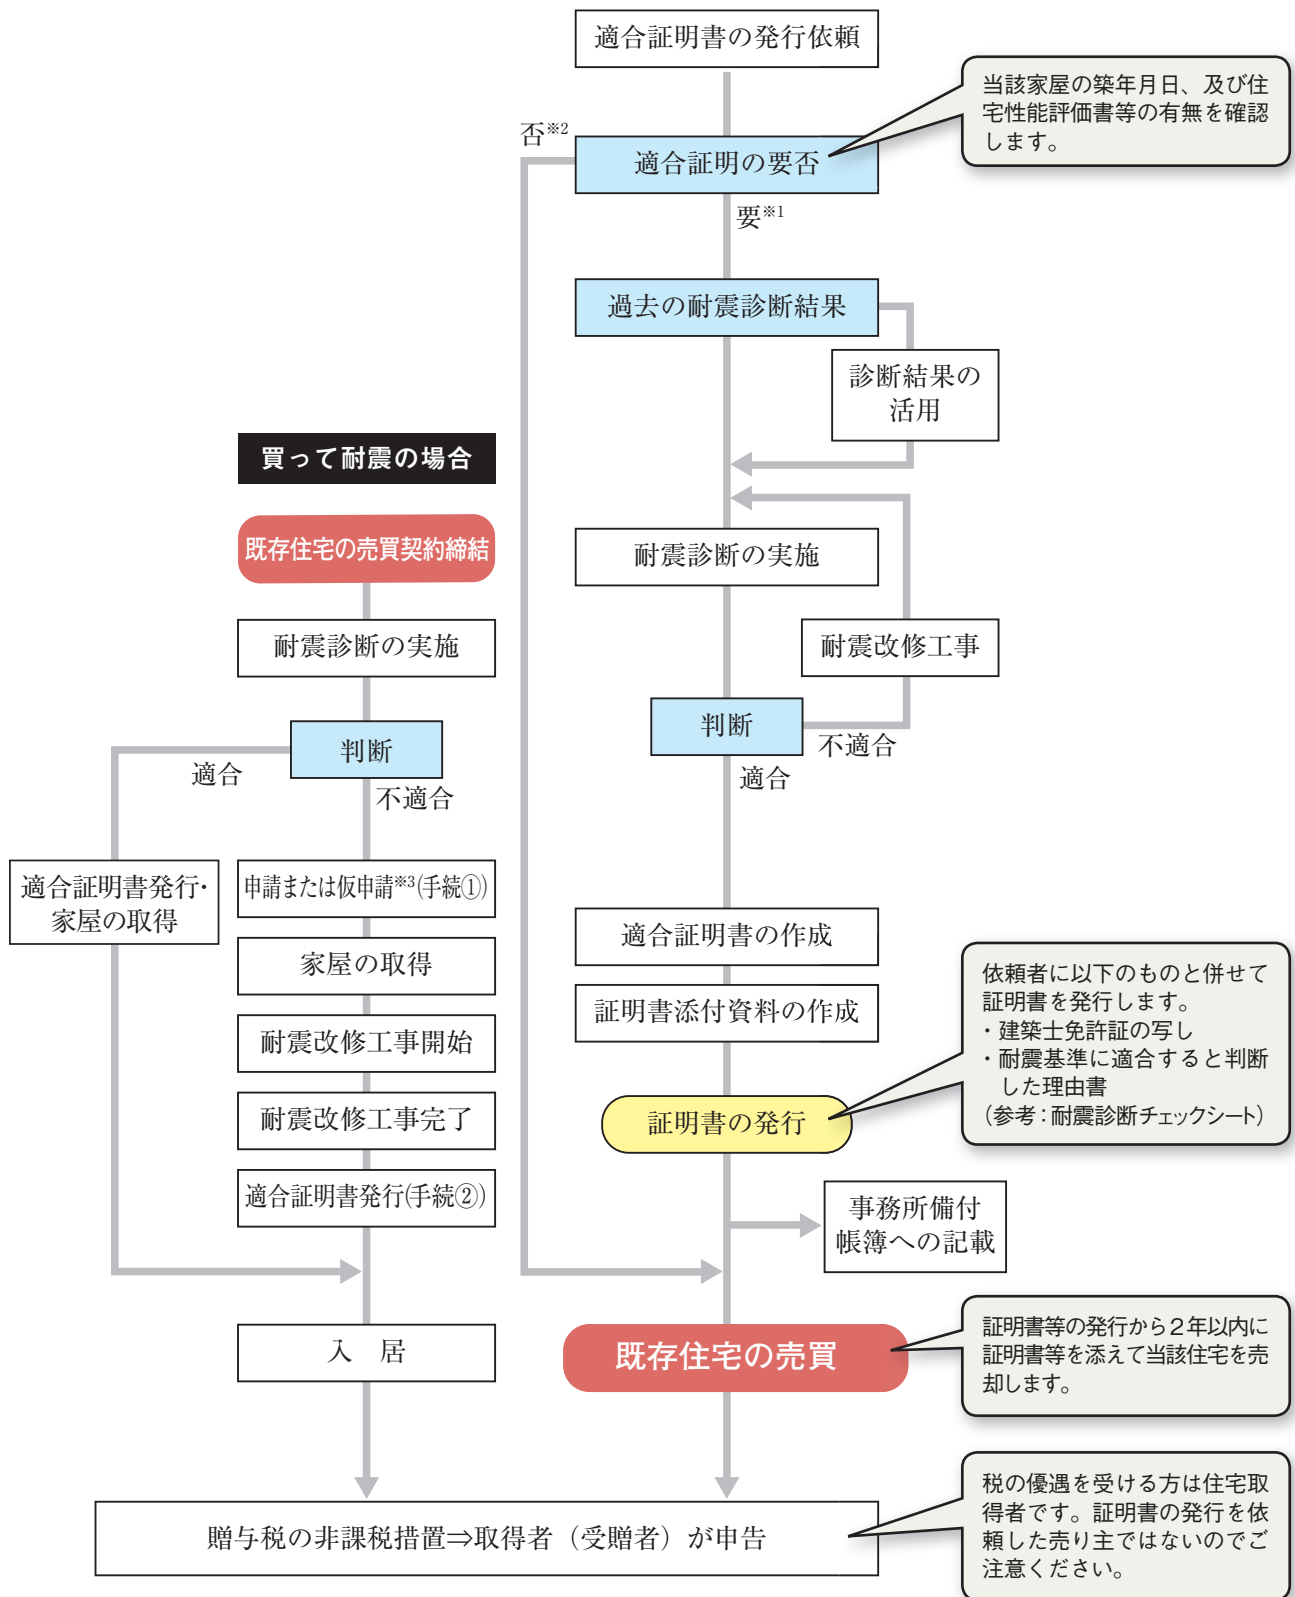 適合証明書の発行依頼
当該家屋の築年月日、及び住
宅性能評価書等の有無を確認
します。
否※2
適合証明の要否
要※1
過去の耐震診断結果
診断結果の
活用
耐震診断の実施
耐震改修工事
判断
不適合
適合
適合証明書の作成
証明書添付資料の作成
依頼者に以下のものと併せて
証明書を発行します。
・建築士免許証の写し
・耐震基準に適合すると判断
した理由書
(参考:耐震診断チェックシート)
証明書の発行
事務所備付
帳簿への記載
既存住宅の売買
証明書等の発行から2年以内に
証明書等を添えて当該住宅を売
却します。
買って耐震の場合
既存住宅の売買契約締結
耐震診断の実施
判断
適合
不適合
適合証明書発行・
家屋の取得
申請または仮申請※3(手続①)
家屋の取得
耐震改修工事開始
耐震改修工事完了
適合証明書発行(手続②)
入 居
贈与税の非課税措置⇒取得者(受贈者)が申告
税の優遇を受ける方は住宅取
得者です。証明書の発行を依
頼した売り主ではないのでご
注意ください。